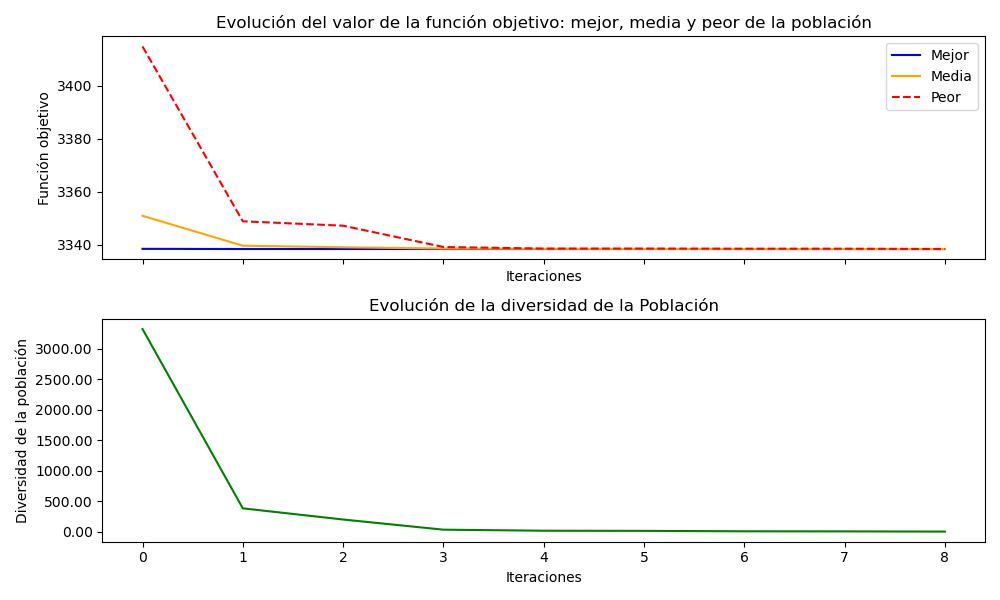 Evolución del valor de la función objetivo: mejor, media y peor de la población
Función objetivo
3400
3380
3360
3340
Mejor
Media
Peor
Iteraciones
Evolución de la diversidad de la Población
Diversidad de la población
3000.00
2500.00
2000.00
1500.00
1000.00
500.00
0.00
0 1 2 3 4 5 6 7 8
Iteraciones